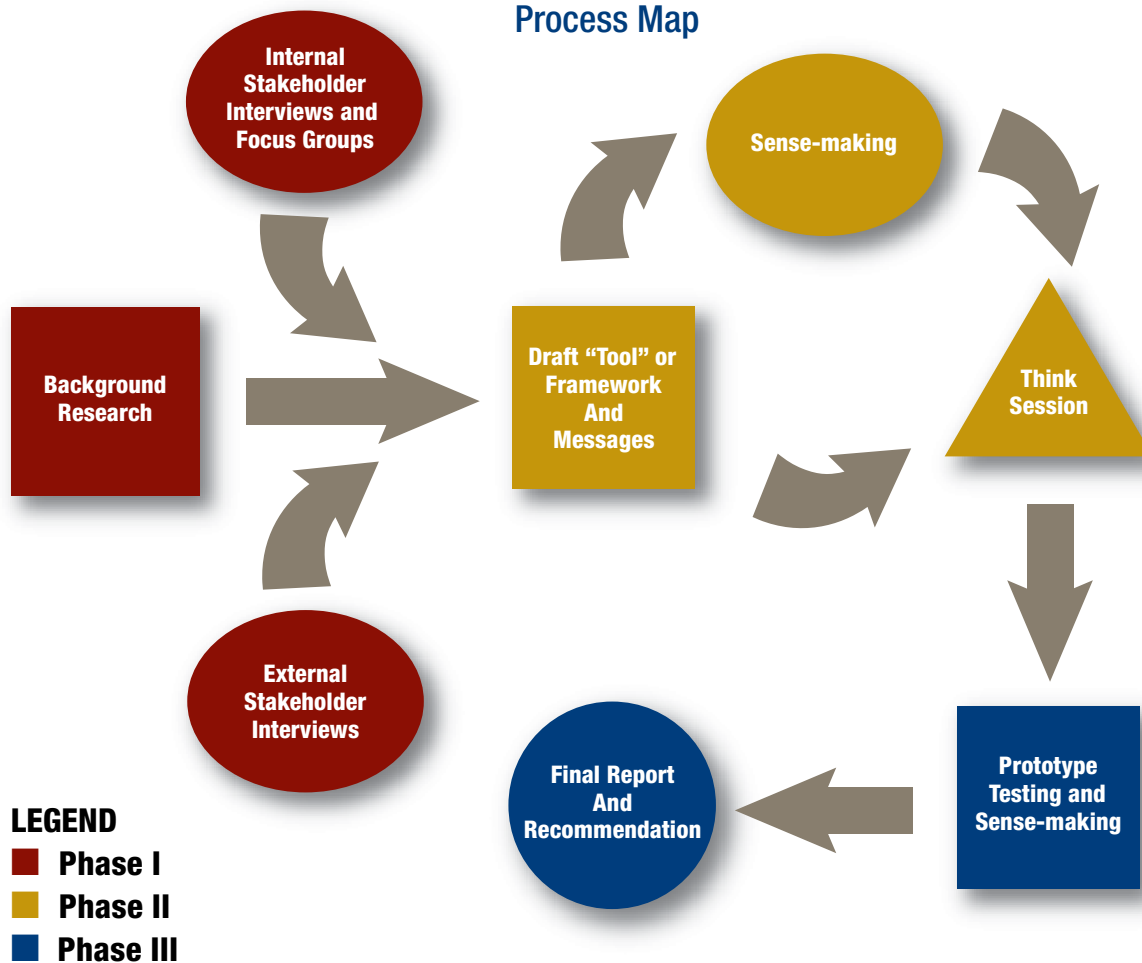 Process Map
Internal
Stakeholder
Interviews and
Focus Groups
Sense-making
Background
Research
Draft “Tool” or
Framework
And
Messages
Think
Session
External
Stakeholder
Interviews
Final Report
And
Recommendation
Prototype
Testing and
Sense-making
LEGEND
Phase I
Phase II
Phase III